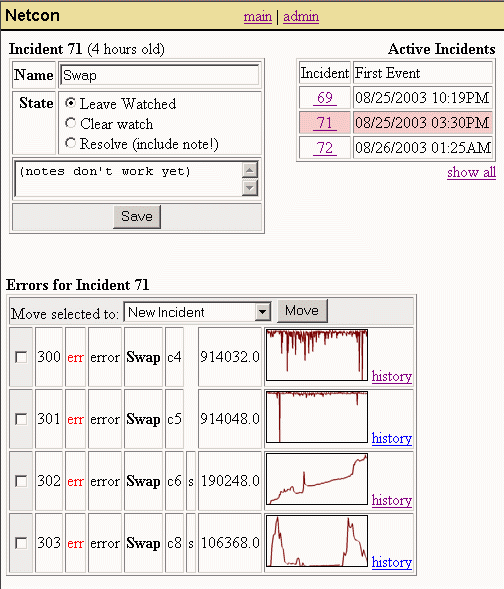 Netcon
main | admin
Incident 71 (4 hours old)
Name Swap
State Leave Watched
Clear watch
Resolve (include note!)
(notes don't work yet)
Save
Active Incidents
Incident First Event
69 08/25/2003 10:19PM
71 08/25/2003 03:30PM
72 08/26/2003 01:25AM
show all
Errors for Incident 71
Move selected to: New Incident Move
300 err error Swap c4 914032.0 history
301 err error Swap c5 914048.0 history
302 err error Swap c6 s 190248.0 history
303 err error Swap c8 s 106368.0 history